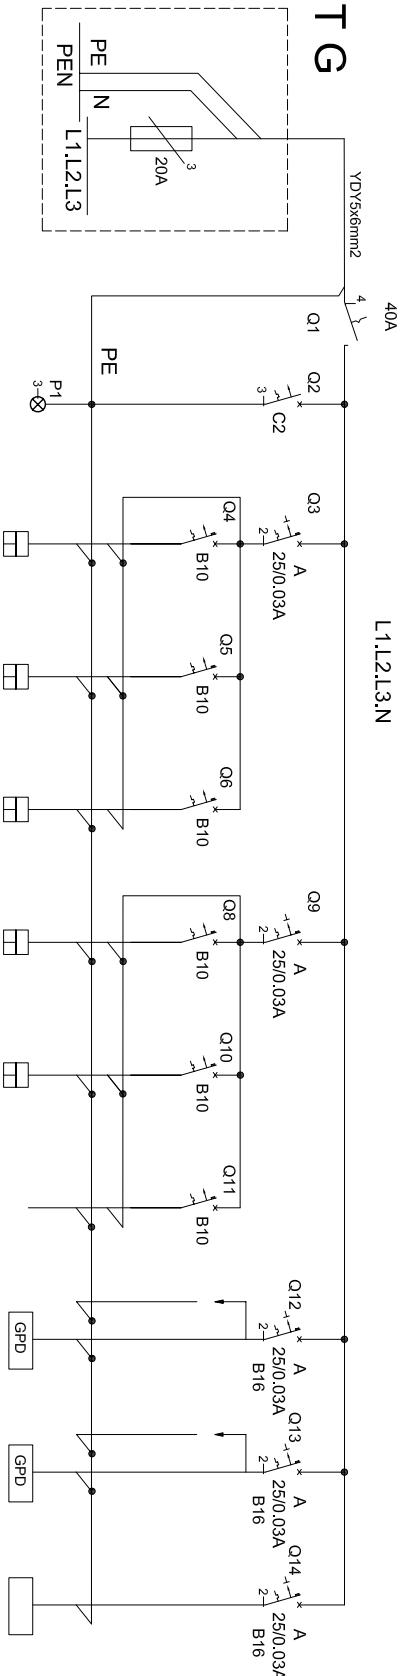 T G
PE
PEN
N
L1.L2.L3
3
20A
YDY5x6mm2
40A
4
Q1
PE
P1
3
Q2
3
C2
L1.L2.L3.N
Q3
2
A
25/0.03A
Q4
B10
Q5
B10
Q6
B10
Q9
2
A
25/0.03A
Q8
B10
Q10
B10
Q11
B10
Q12
2
A
25/0.03A
B16
GPD
Q13
2
A
25/0.03A
B16
GPD
Q14
2
A
25/0.03A
B16